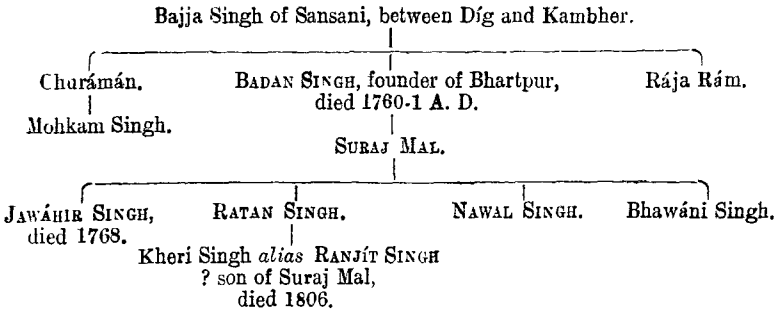 Bajja Singh of Sansani, between Díg and Kambher.
Churámán. BADAN SINGH, founder of Bhartpur, Rája Rám.
died 1760-1 A. D.
Mohkam Singh.
SURAJ MAL.
JAWÁHIR SINGH, RATAN SINGH. NAWAL SINGH. Bhawáni Singh.
died 1768.
Kheri Singh alias RANJÍT SINGH
? son of Suraj Mal,
died 1806.